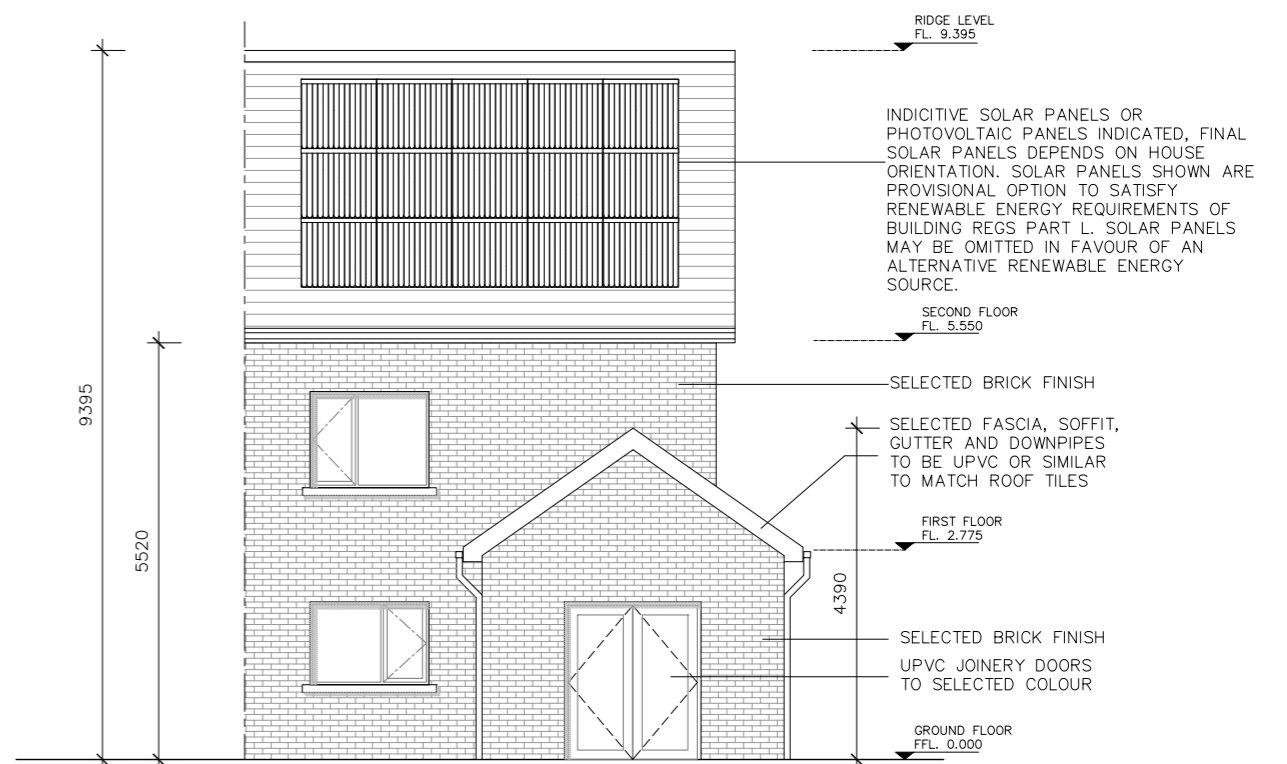 RIDGE LEVEL
FL. 9.395
INDICITIVE SOLAR PANELS OR
PHOTOVOLTAIC PANELS INDICATED, FINAL
SOLAR PANELS DEPENDS ON HOUSE
ORIENTATION. SOLAR PANELS SHOWN ARE
PROVISIONAL OPTION TO SATISFY
RENEWABLE ENERGY REQUIREMENTS OF
BUILDING REGS PART L. SOLAR PANELS
MAY BE OMITTED IN FAVOUR OF AN
ALTERNATIVE RENEWABLE ENERGY
SOURCE.
SECOND FLOOR
FL. 5.550
SELECTED BRICK FINISH
SELECTED FASCIA, SOFFIT,
GUTTER AND DOWNPIPES
TO BE UPVC OR SIMILAR
TO MATCH ROOF TILES
FIRST FLOOR
FL. 2.775
SELECTED BRICK FINISH
UPVC JOINERY DOORS
TO SELECTED COLOUR
GROUND FLOOR
FFL. 0.000
9395
5520
4390